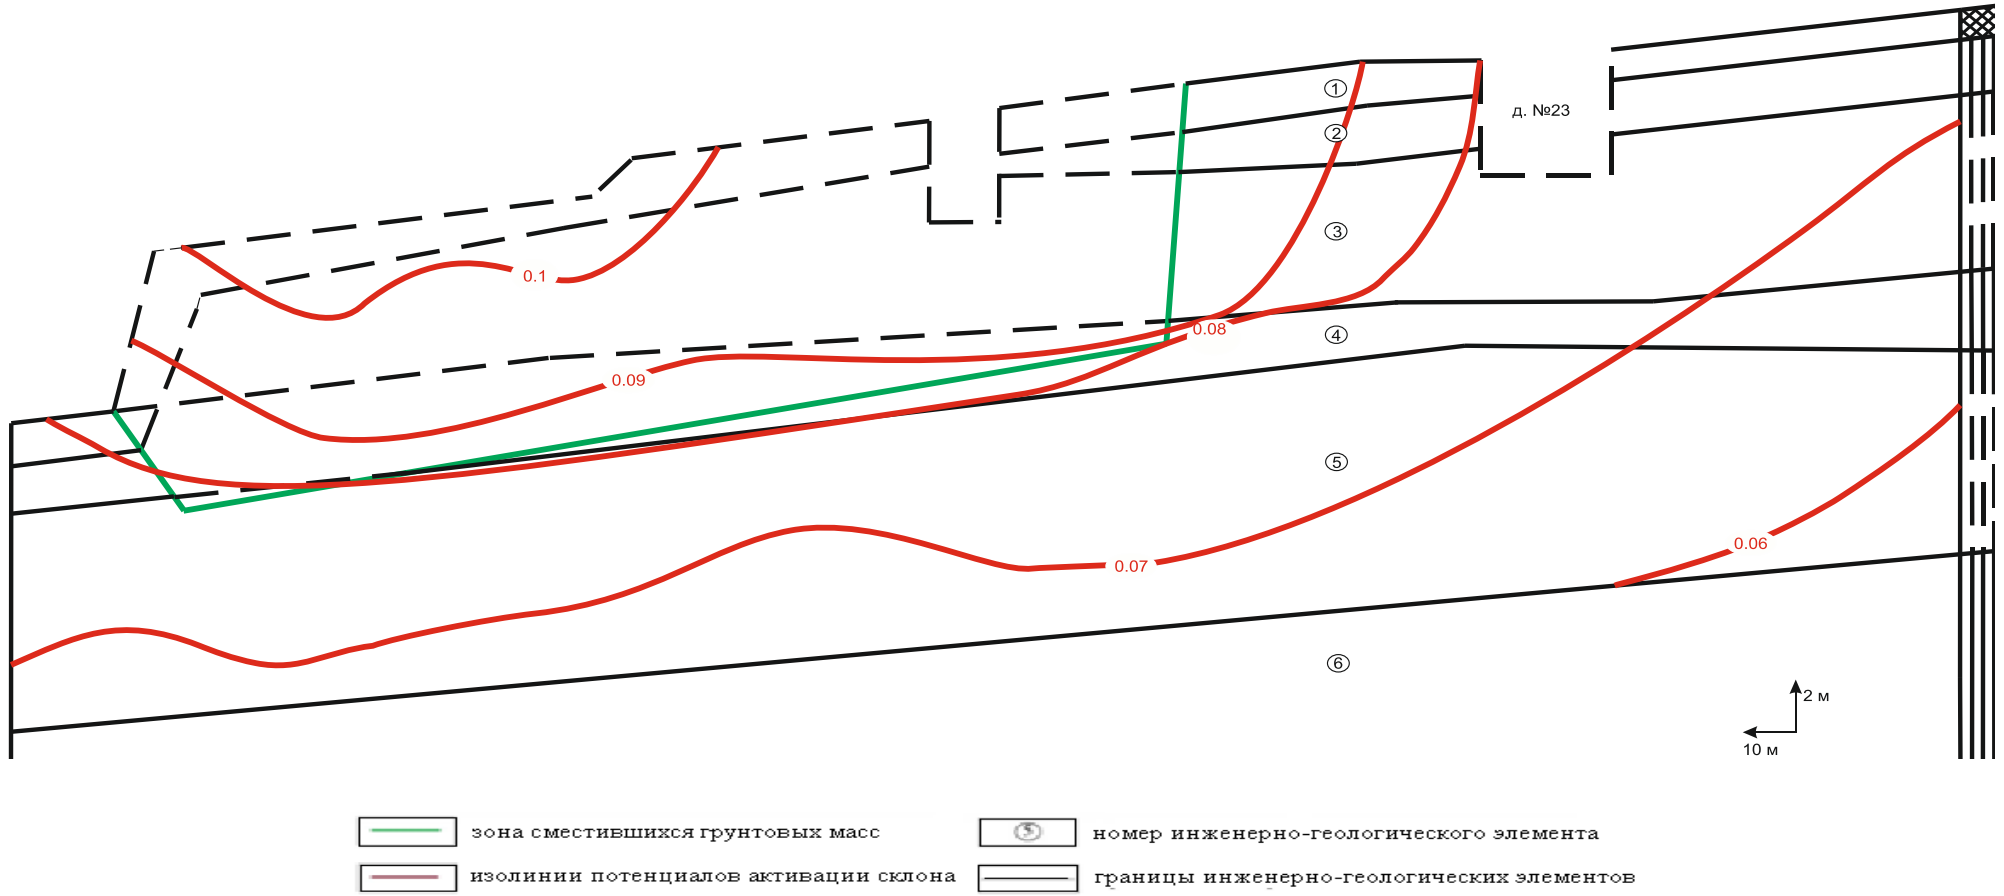 1
2
д. №23
3
0.1
0.08
4
0.09
5
0.06
0.07
6
2 м
10 м
зона сместившихся грунтовых масс
5 номер инженерно-геологического элемента
изолинии потенциалов активации склона
границы инженерно-геологических элементов